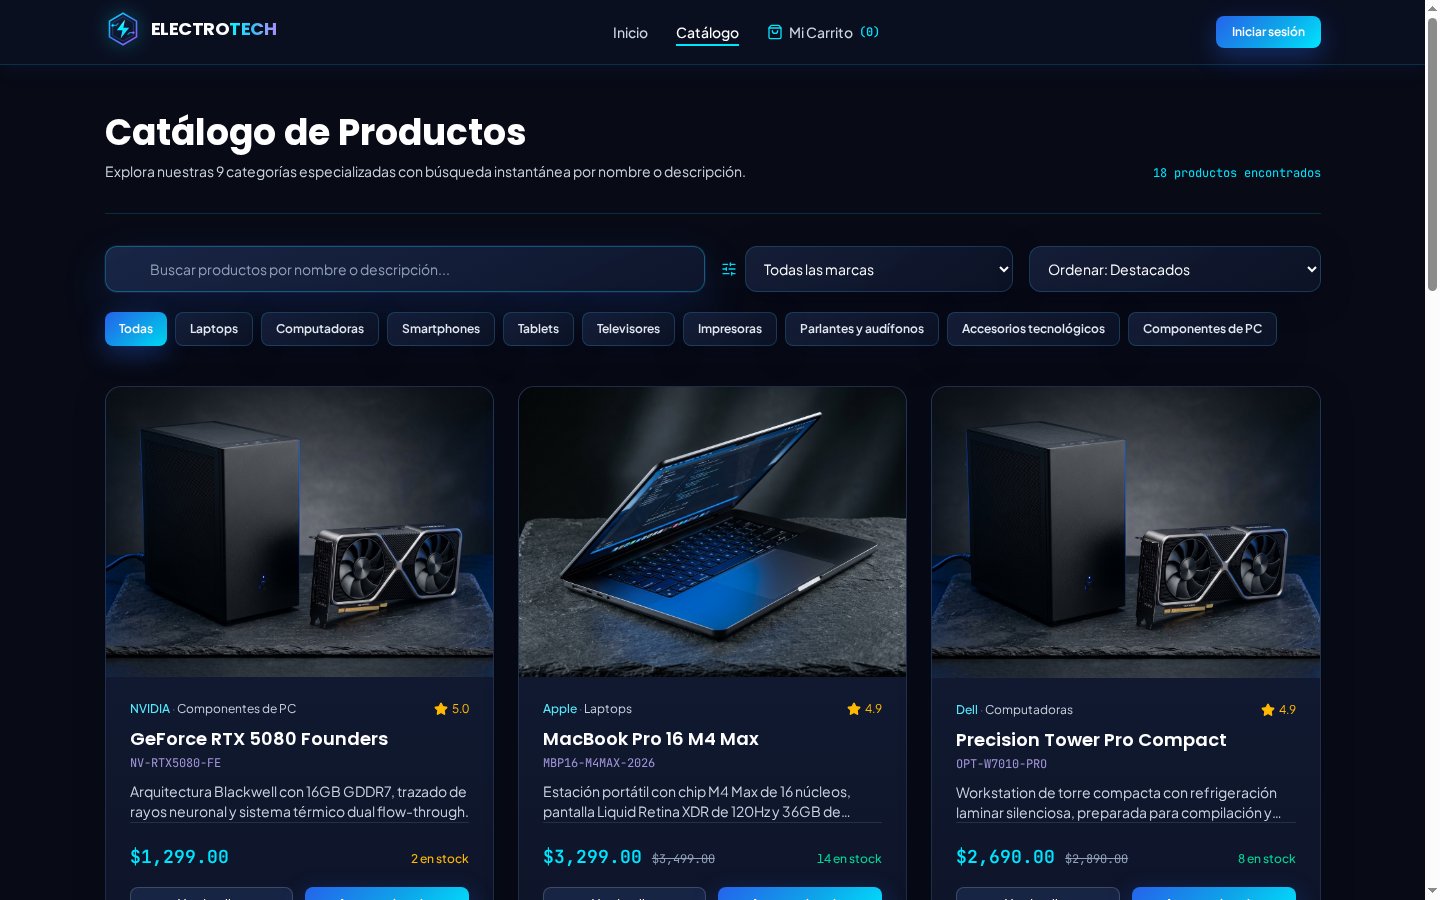 ELECTROTECH
Inicio
Catálogo
Mi Carrito (0)
Iniciar sesión
Catálogo de Productos
Explora nuestras 9 categorías especializadas con búsqueda instantánea por nombre o descripción.
18 productos encontrados
Buscar productos por nombre o descripción...
Todas las marcas
Ordenar: Destacados
Todas
Laptops
Computadoras
Smartphones
Tablets
Televisores
Impresoras
Parlantes y audífonos
Accesorios tecnológicos
Componentes de PC
NVIDIA · Componentes de PC
5.0
GeForce RTX 5080 Founders
NV-RTX5080-FE
Arquitectura Blackwell con 16GB GDDR7, trazado de
rayos neuronal y sistema térmico dual flow-through.
$1,299.00
2 en stock
Apple · Laptops
4.9
MacBook Pro 16 M4 Max
MBP16-M4MAX-2026
Estación portátil con chip M4 Max de 16 núcleos,
pantalla Liquid Retina XDR de 120Hz y 36GB de...
$3,299.00 $3,499.00
14 en stock
Dell · Computadoras
4.9
Precision Tower Pro Compact
OPT-W7010-PRO
Workstation de torre compacta con refrigeración
laminar silenciosa, preparada para compilación y...
$2,690.00 $2,890.00
8 en stock